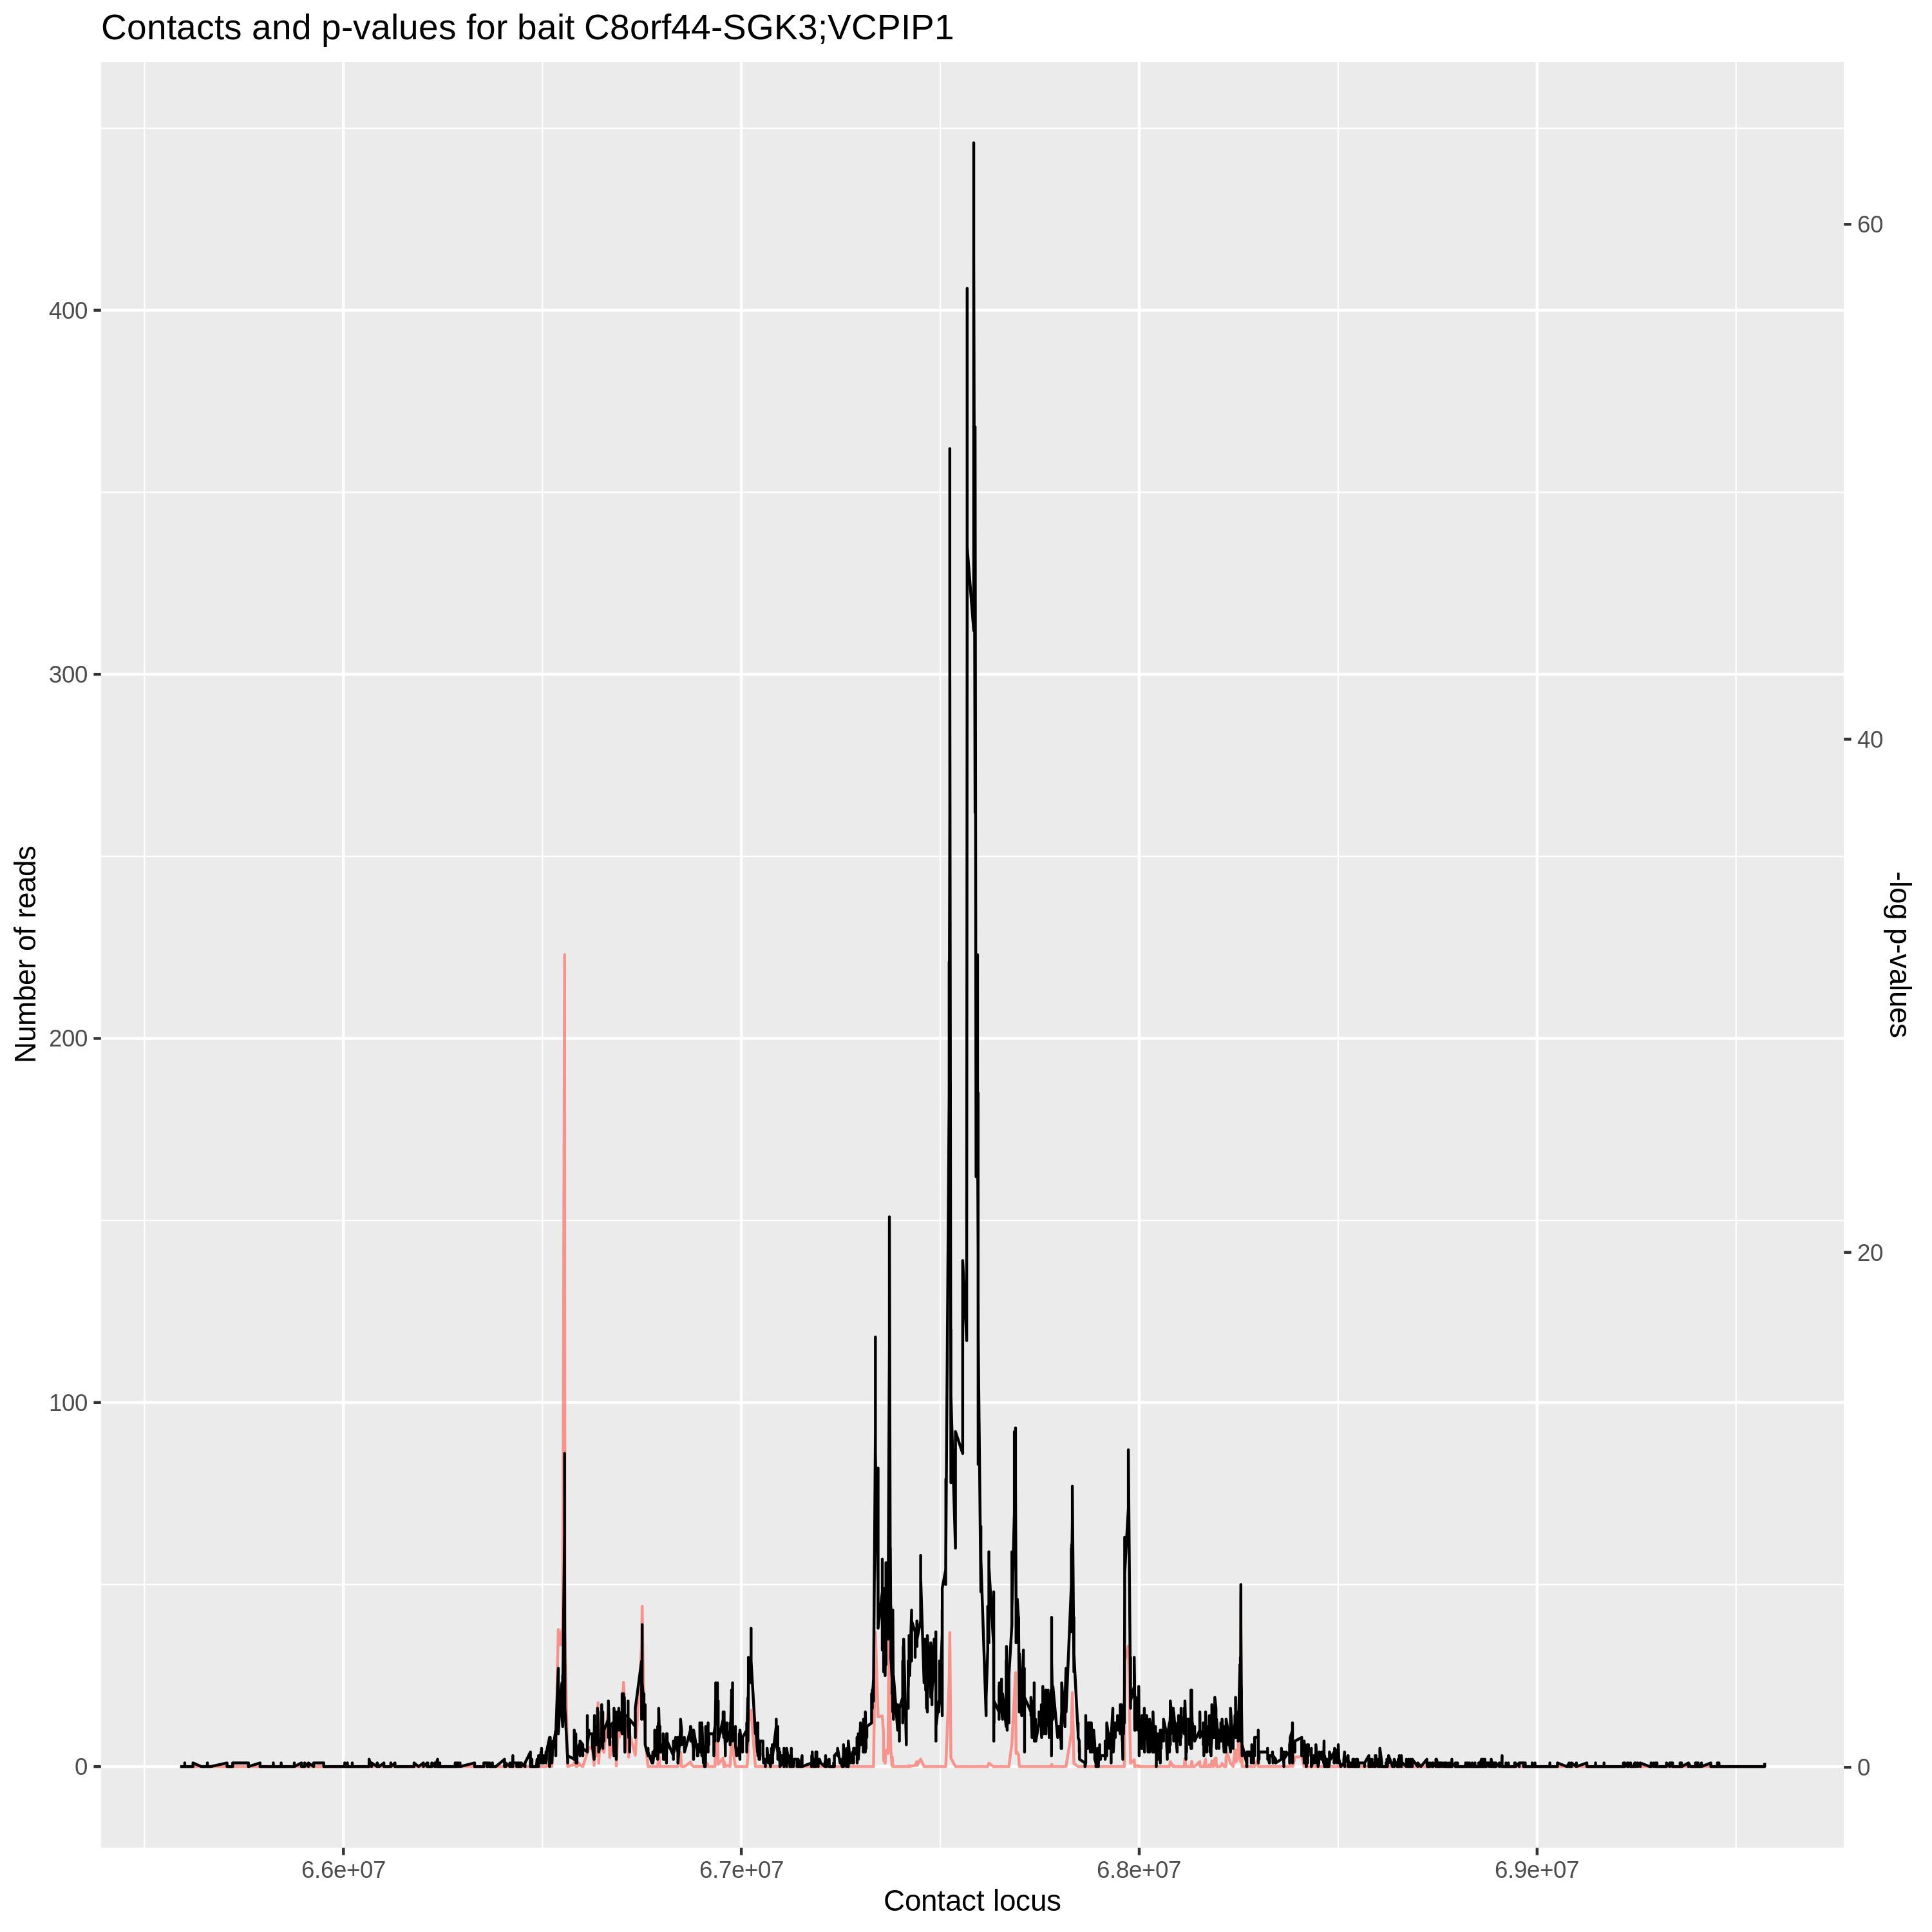 Contacts and p-values for bait C8orf44-SGK3;VCPIP1
400
300
200
100
0
Number of reads
60
40
20
0
-log p-values
6.6e+07
6.7e+07
6.8e+07
6.9e+07
Contact locus